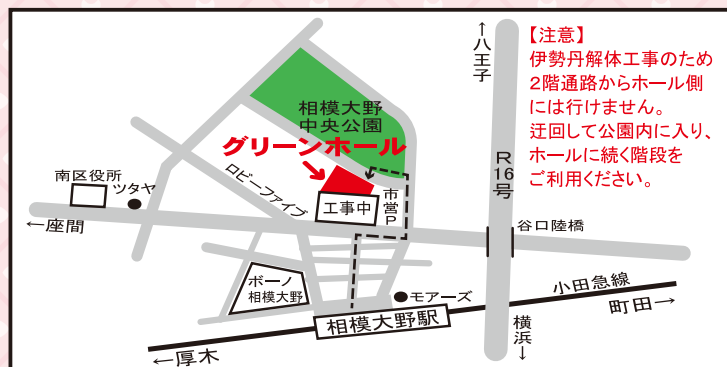 【注意】
伊勢丹解体工事のため
2階通路からホール側
には行けません。
迂回して公園内に入り、
ホールに続く階段を
ご利用ください。
←八王子
相模大野
中央公園
グリーンホール
R16号
南区役所
ツタヤ
ロビーファイブ
工事中
市営P
←座間
谷口陸橋
ボーノ
相模大野
モアーズ
小田急線
町田→
相模大野駅
横浜→
←厚木